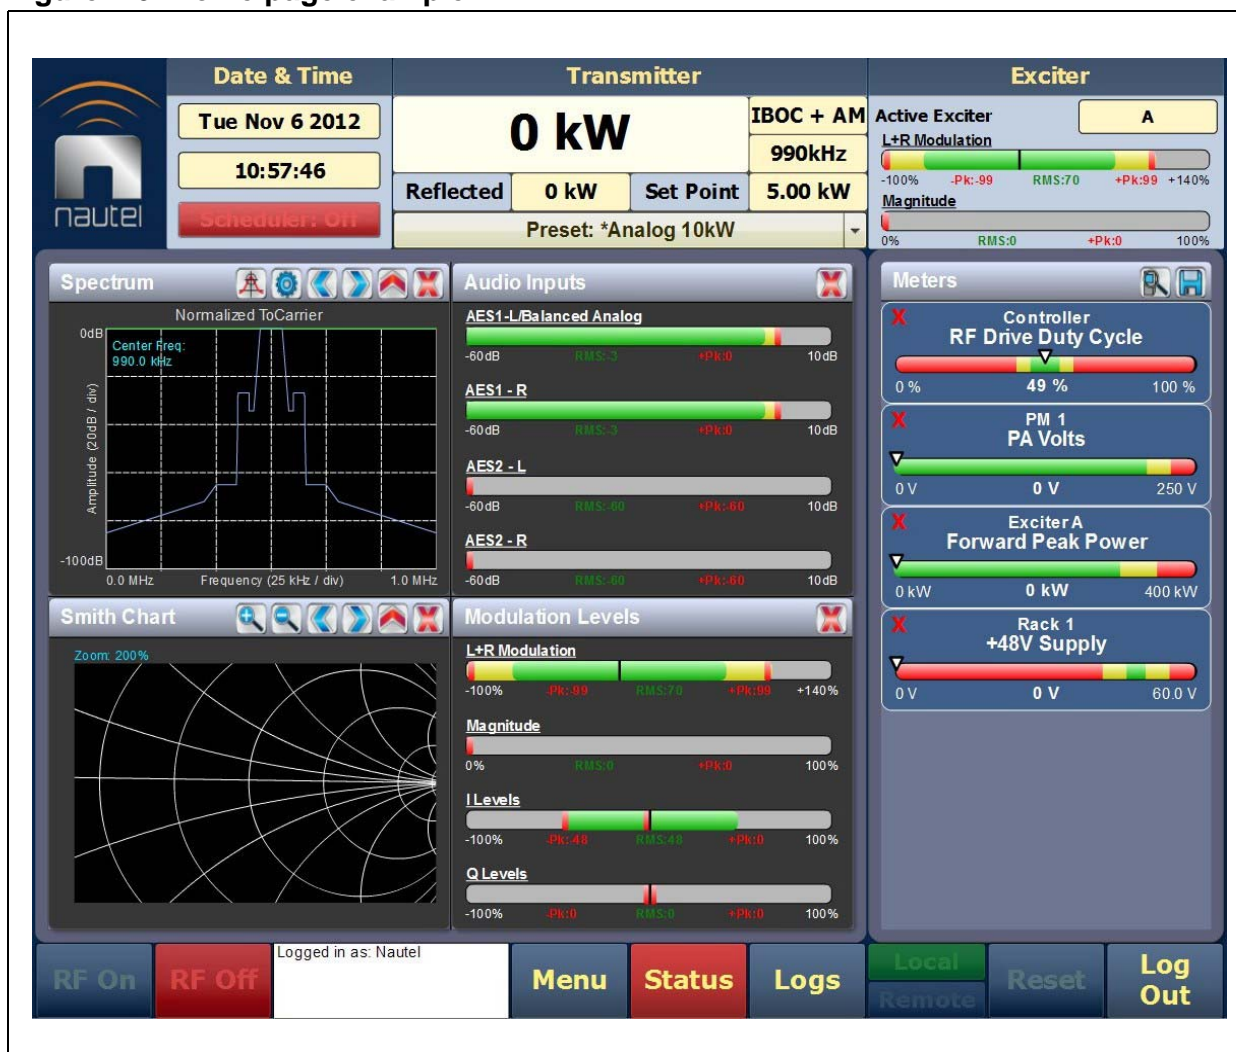 Date & Time
Transmitter
Exciter
nautel
Tue Nov 6 2012
10:57:46
Scheduler: Off
0 kW
IBOC + AM
990kHz
Reflected
0 kW
Set Point
5.00 kW
Preset: *Analog 10kW
Active Exciter
A
L+R Modulation
-100% -Pk:-99 RMS:70 +Pk:99 +140%
Magnitude
0% RMS:0 +Pk:0 100%
Spectrum
Normalized ToCarrier
0dB
Center Freq:
990.0 kHz
Amplitude (20dB / div)
-100dB
0.0 MHz Frequency (25 kHz / div) 1.0 MHz
Audio Inputs
AES1-L/Balanced Analog
-60dB RMS:-3 +Pk:0 10dB
AES1 - R
-60dB RMS:-3 +Pk:0 10dB
AES2 - L
-60dB RMS:-60 +Pk:-60 10dB
AES2 - R
-60dB RMS:-60 +Pk:-60 10dB
Smith Chart
Zoom: 200%
Modulation Levels
L+R Modulation
-100% -Pk:-99 RMS:70 +Pk:99 +140%
Magnitude
0% RMS:0 +Pk:0 100%
I Levels
-100% -Pk:-48 RMS:48 +Pk:0 100%
Q Levels
-100% -Pk:0 RMS:0 +Pk:0 100%
Meters
X Controller
RF Drive Duty Cycle
0 % 49 % 100 %
X PM 1
PA Volts
0 V 0 V 250 V
X Exciter A
Forward Peak Power
0 kW 0 kW 400 kW
X Rack 1
+48V Supply
0 V 0 V 60.0 V
RF On
RF Off
Logged in as: Nautel
Menu
Status
Logs
Local
Remote
Reset
Log
Out